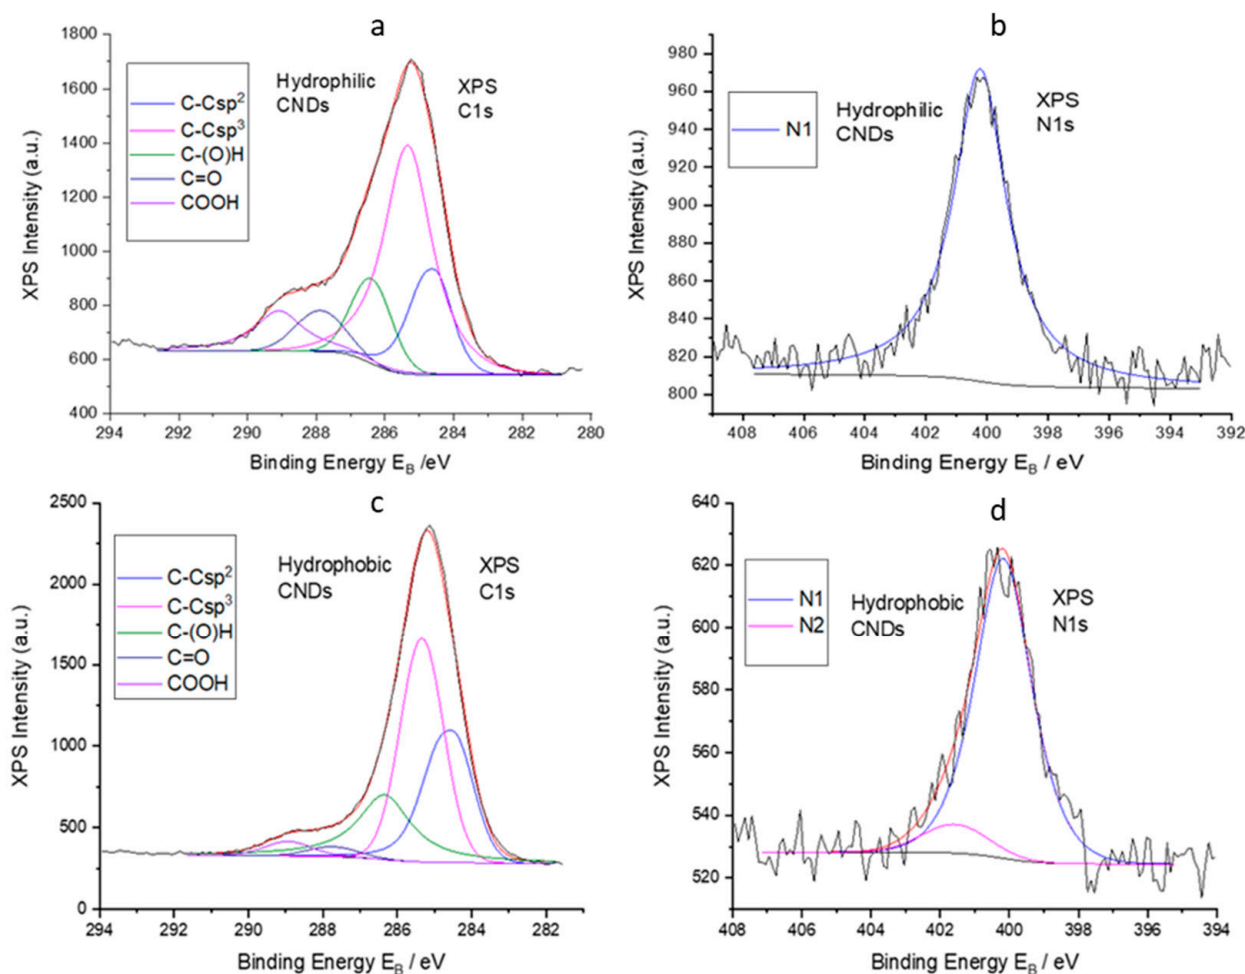 a
1800
1600
1400
1200
1000
800
600
400
XPS Intensity (a.u.)
C-Csp²
C-Csp³
C-(O)H
C=O
COOH
Hydrophilic
CNDs
XPS
C1s
294 292 290 288 286 284 282 280
Binding Energy E_B /eV
b
980
960
940
920
900
880
860
840
820
800
XPS Intensity (a.u.)
N1
Hydrophilic
CNDs
XPS
N1s
408 406 404 402 400 398 396 394 392
Binding Energy E_B / eV
c
2500
2000
1500
1000
500
0
XPS Intensity (a.u.)
C-Csp²
C-Csp³
C-(O)H
C=O
COOH
Hydrophobic
CNDs
XPS
C1s
294 292 290 288 286 284 282
Binding Energy E_B / eV
d
640
620
600
580
560
540
520
XPS Intensity (a.u.)
N1
N2
Hydrophobic
CNDs
XPS
N1s
408 406 404 402 400 398 396 394
Binding Energy E_B / eV